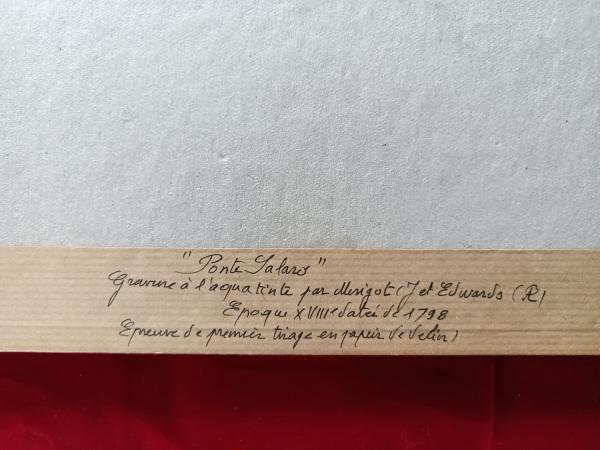 "Ponte Salaro"
Gravure à l'aquatinte par Merigot (J et Edwards (R)
Epoque XVIIIe datée de 1798
Epreuve de premier tirage en papier de velin)